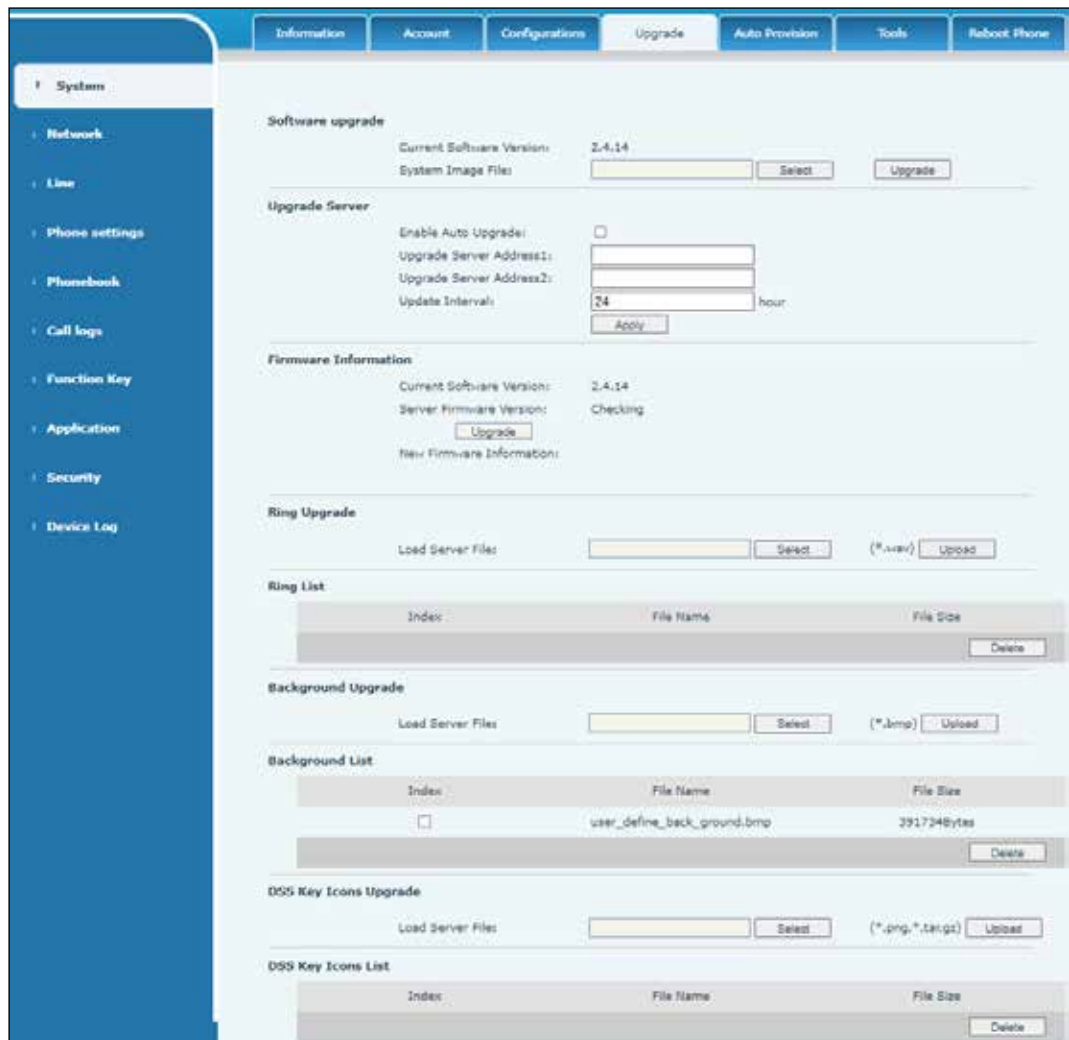 Information Account Configurations Upgrade Auto Provision Tools Reboot Phone
System
Network
Line
Phone settings
Phonebook
Call logs
Function Key
Application
Security
Device Log
Software upgrade
Current Software Version: 2.4.14
System Image File: Select Upgrade
Upgrade Server
Enable Auto Upgrade:
Upgrade Server Address1:
Upgrade Server Address2:
Update Interval: 24 hour
Apply
Firmware Information
Current Software Version: 2.4.14
Server Firmware Version: Checking
Upgrade
New Firmware Information:
Ring Upgrade
Load Server File: Select (*.wav) Upload
Ring List
Index File Name File Size
Delete
Background Upgrade
Load Server File: Select (*.bmp) Upload
Background List
Index File Name File Size
user_define_back_ground.bmp 391734Bytes
Delete
DSS Key Icons Upgrade
Load Server File: Select (*.png,*.tar.gz) Upload
DSS Key Icons List
Index File Name File Size
Delete